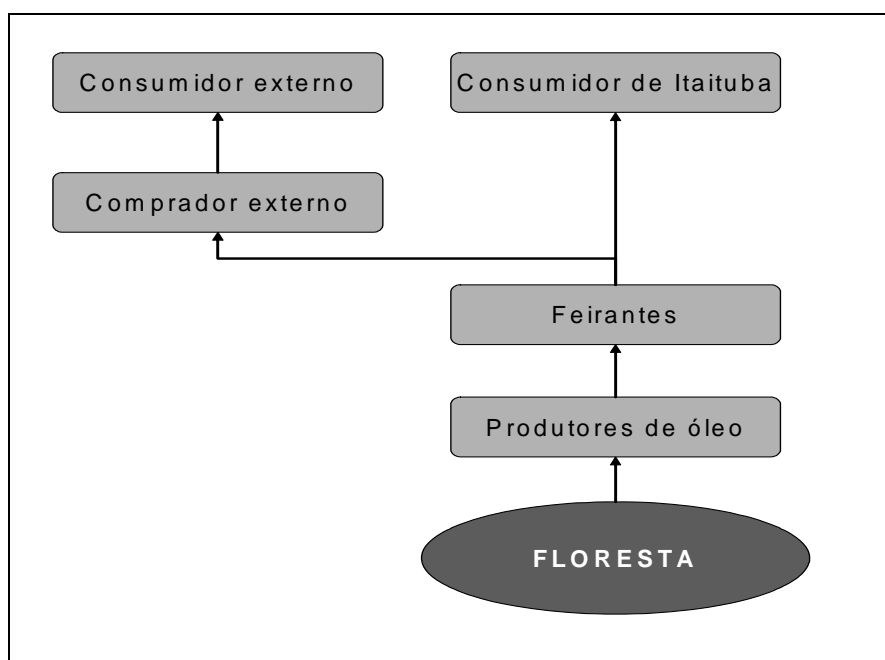 Consumidor externo
Consumidor de Itaituba
Comprador externo
Feirantes
Produtores de óleo
FLORESTA